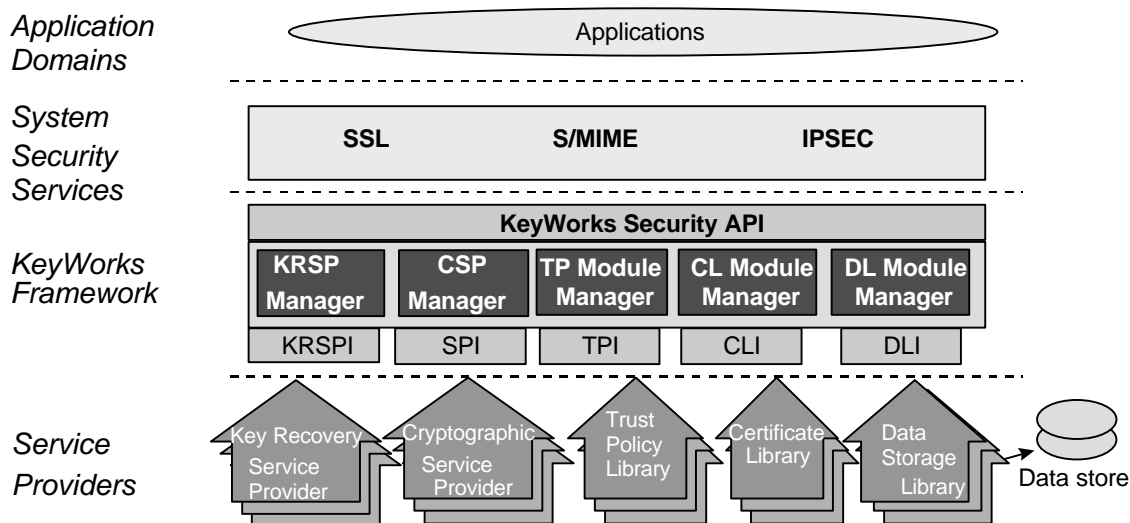 Application
Domains
Applications
System
Security
Services
SSL S/MIME IPSEC
KeyWorks Security API
KeyWorks
Framework
KRSP
Manager
CSP
Manager
TP Module
Manager
CL Module
Manager
DL Module
Manager
KRSPI SPI TPI CLI DLI
Service
Providers
Key Recovery
Service
Provider
Cryptographic
Service
Provider
Trust
Policy
Library
Certificate
Library
Data
Storage
Library
Data store